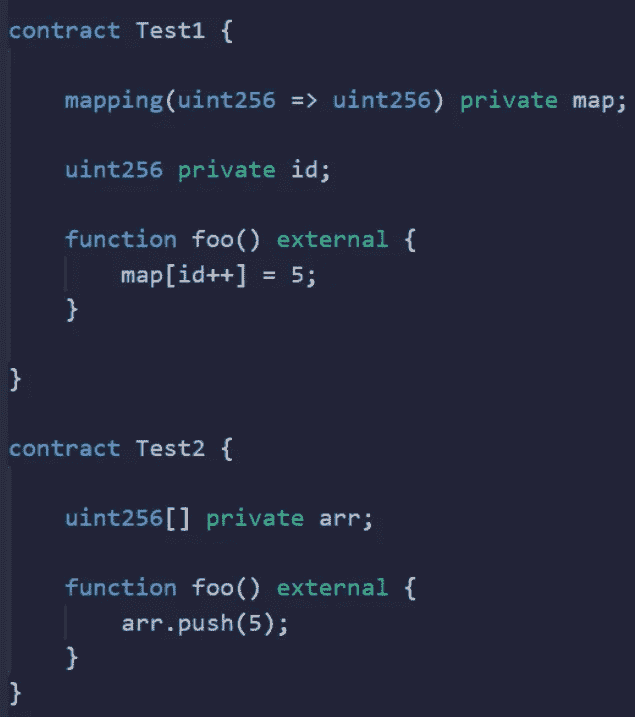 contract Test1 {
mapping(uint256 => uint256) private map;
uint256 private id;
function foo() external {
map[id++] = 5;
}
}
contract Test2 {
uint256[] private arr;
function foo() external {
arr.push(5);
}
}